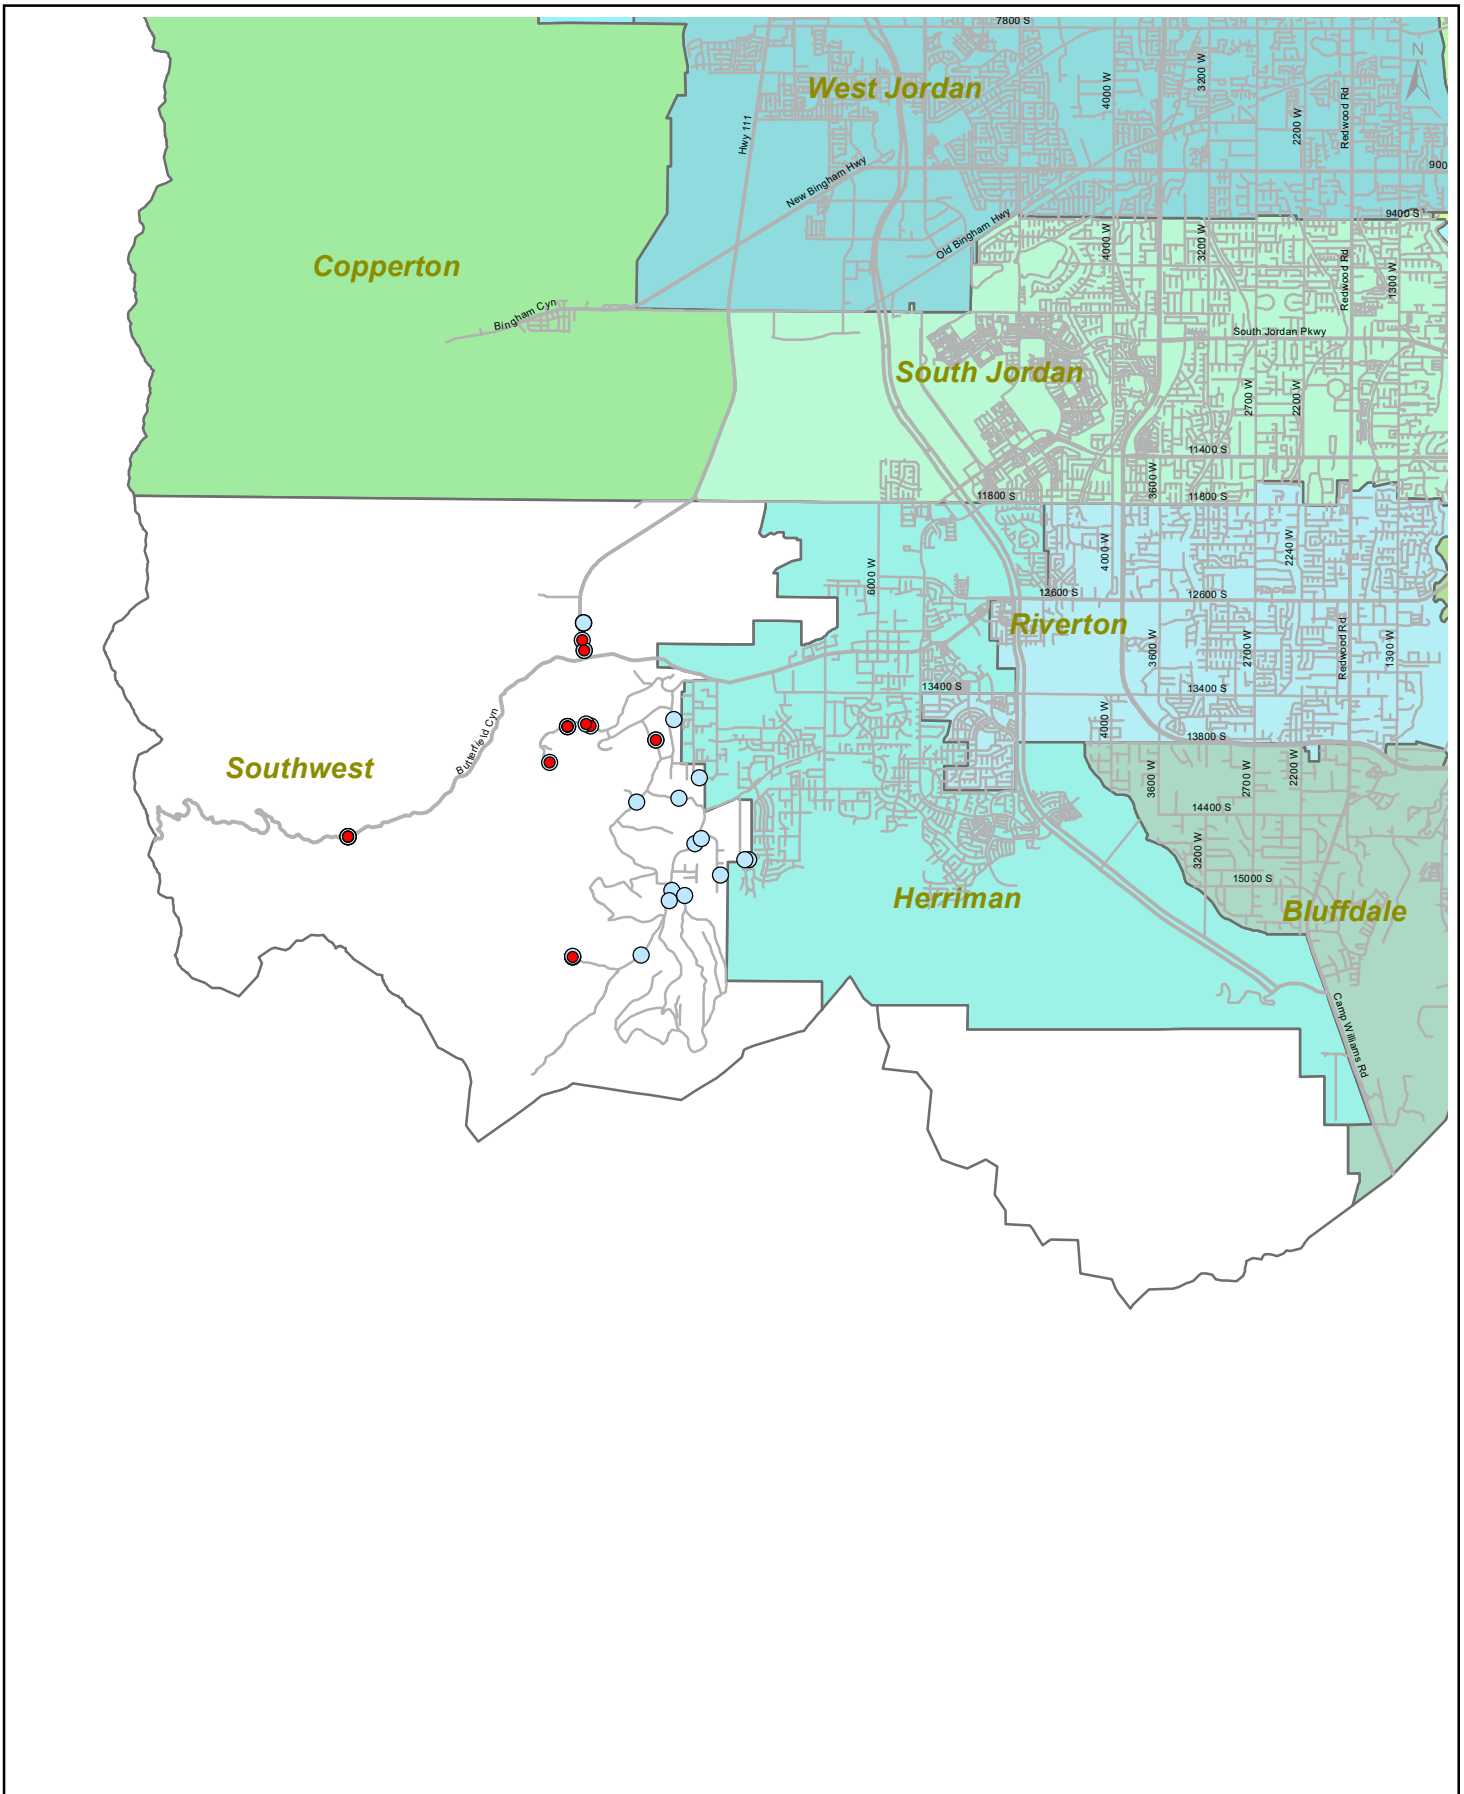 7800 S
N
West Jordan
3200 W
4000 W
Redwood Rd
2200 W
Hwy 111
900
New Bingham Hwy
9400 S
Old Bingham Hwy
4000 W
3200 W
Copperton
Redwood Rd
1300 W
Bingham Cyn
South Jordan Pkwy
South Jordan
2700 W
2200 W
11400 S
3600 W
11800 S
11800 S
4000 W
2240 W
6000 W
12600 S
12600 S
Riverton
3600 W
2700 W
Redwood Rd
1300 W
13400 S
13400 S
4000 W
13800 S
Butterfield Cyn
Southwest
3600 W
2700 W
2200 W
14400 S
3200 W
15000 S
Herriman
Bluffdale
Camp Williams Rd